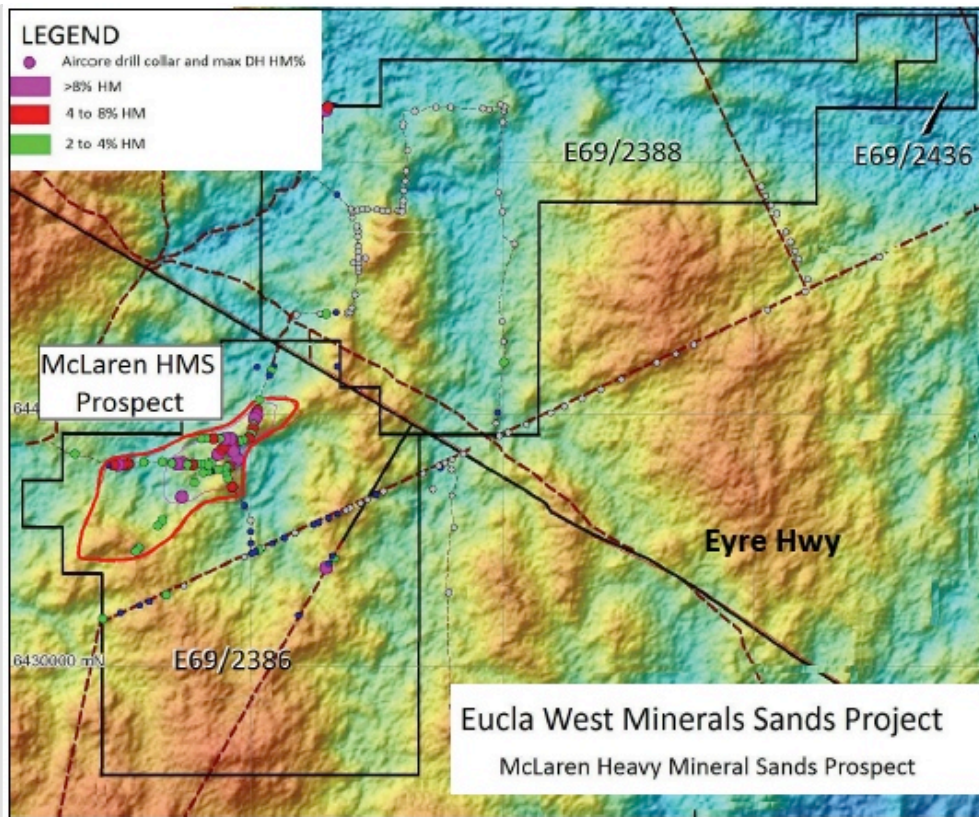 LEGEND
Aircore drill collar and max DH HM%
>8% HM
4 to 8% HM
2 to 4% HM
E69/2388
E69/2436
McLaren HMS
Prospect
644
Eyre Hwy
6430000 mN
E69/2386
Eucla West Minerals Sands Project
McLaren Heavy Mineral Sands Prospect